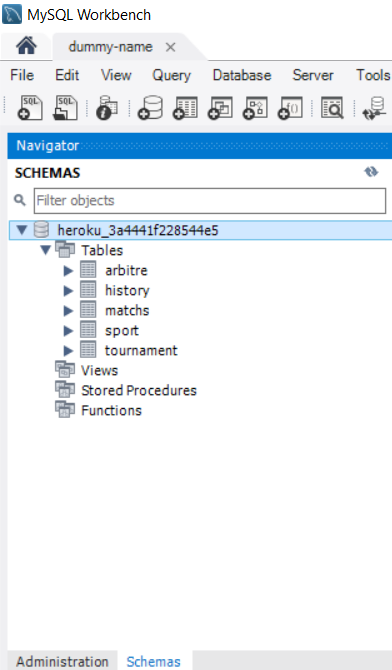 MySQL Workbench
dummy-name
File Edit View Query Database Server Tools
SQL SQL f()
Navigator
SCHEMAS
Filter objects
heroku_3a4441f228544e5
Tables
arbitre
history
matchs
sport
tournament
Views
Stored Procedures
Functions
Administration Schemas